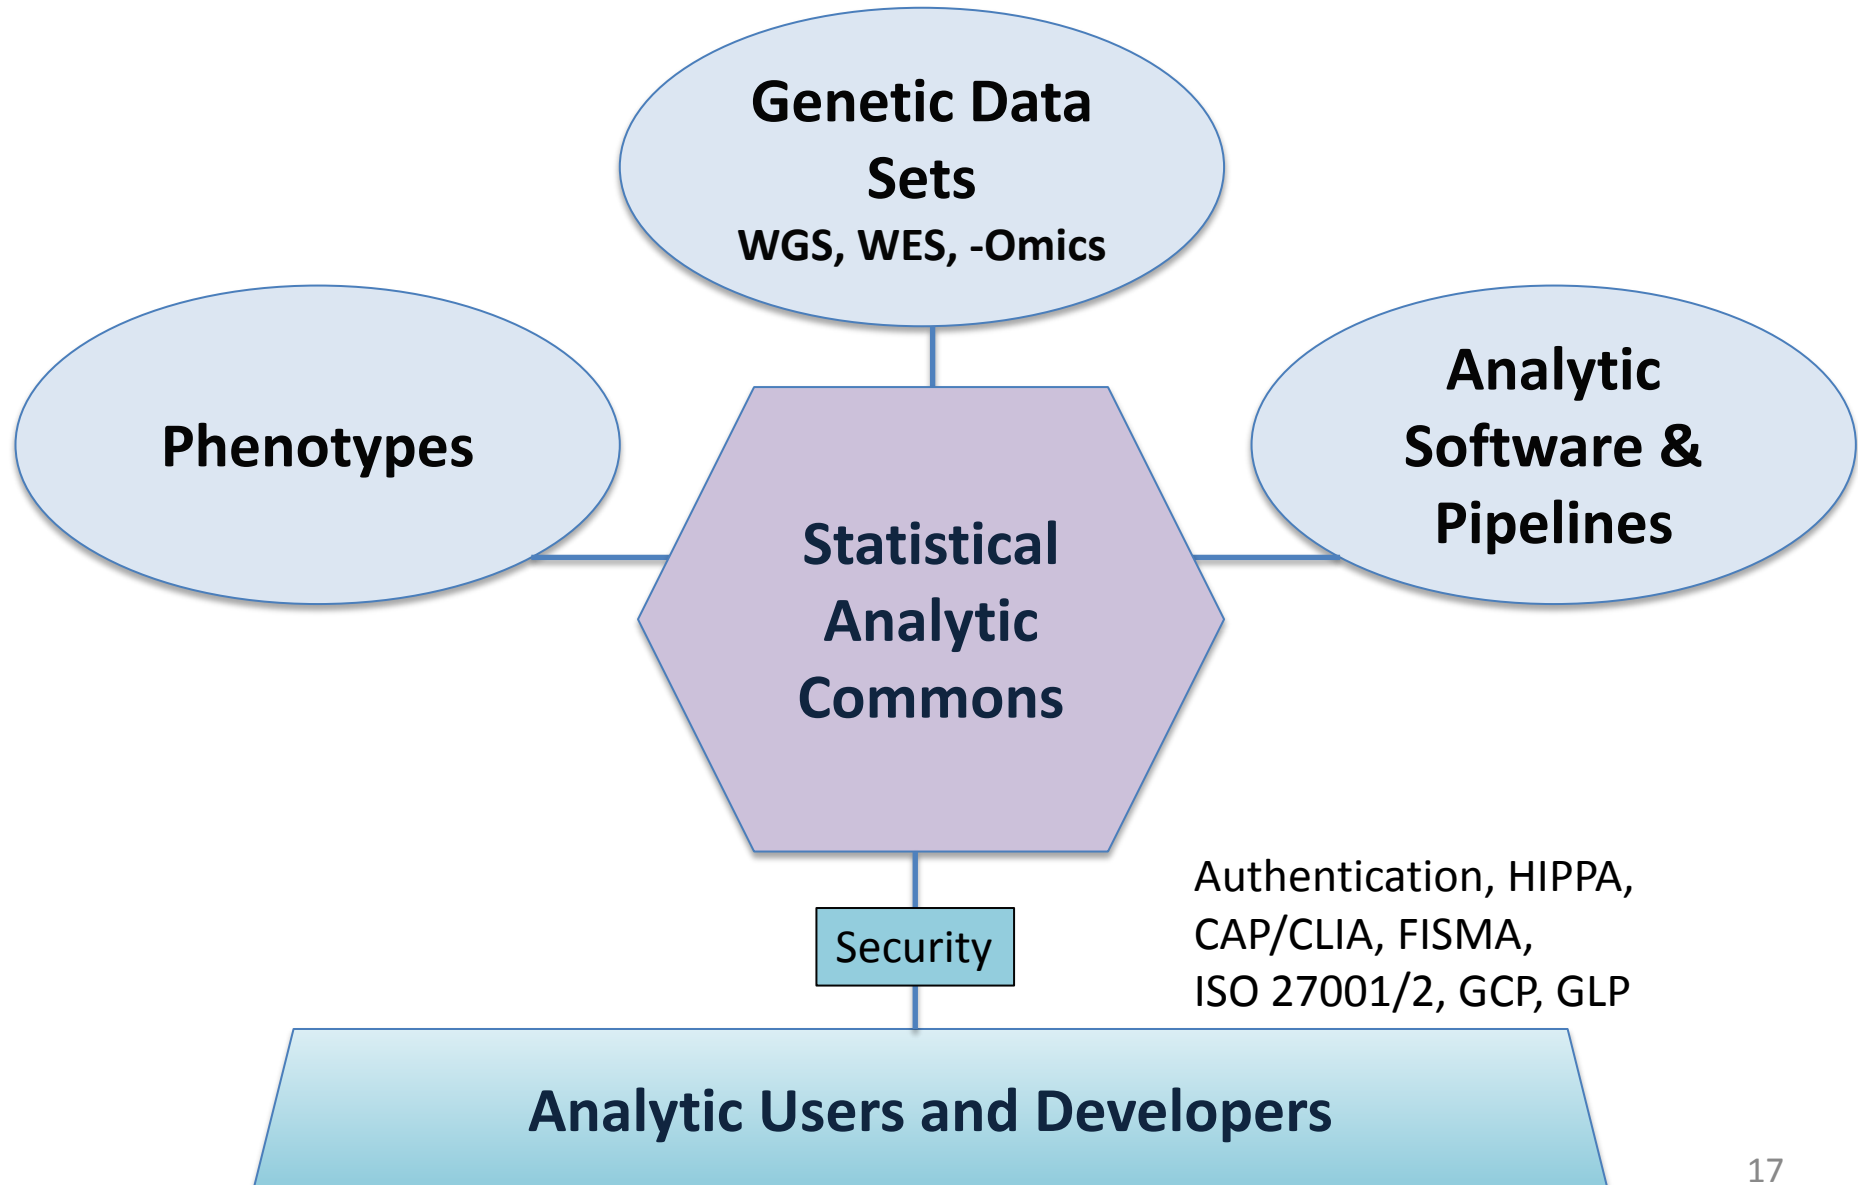 Genetic Data
Sets
WGS, WES, -Omics
Phenotypes
Analytic
Software &
Pipelines
Statistical
Analytic
Commons
Security
Authentication, HIPPA,
CAP/CLIA, FISMA,
ISO 27001/2, GCP, GLP
Analytic Users and Developers
17